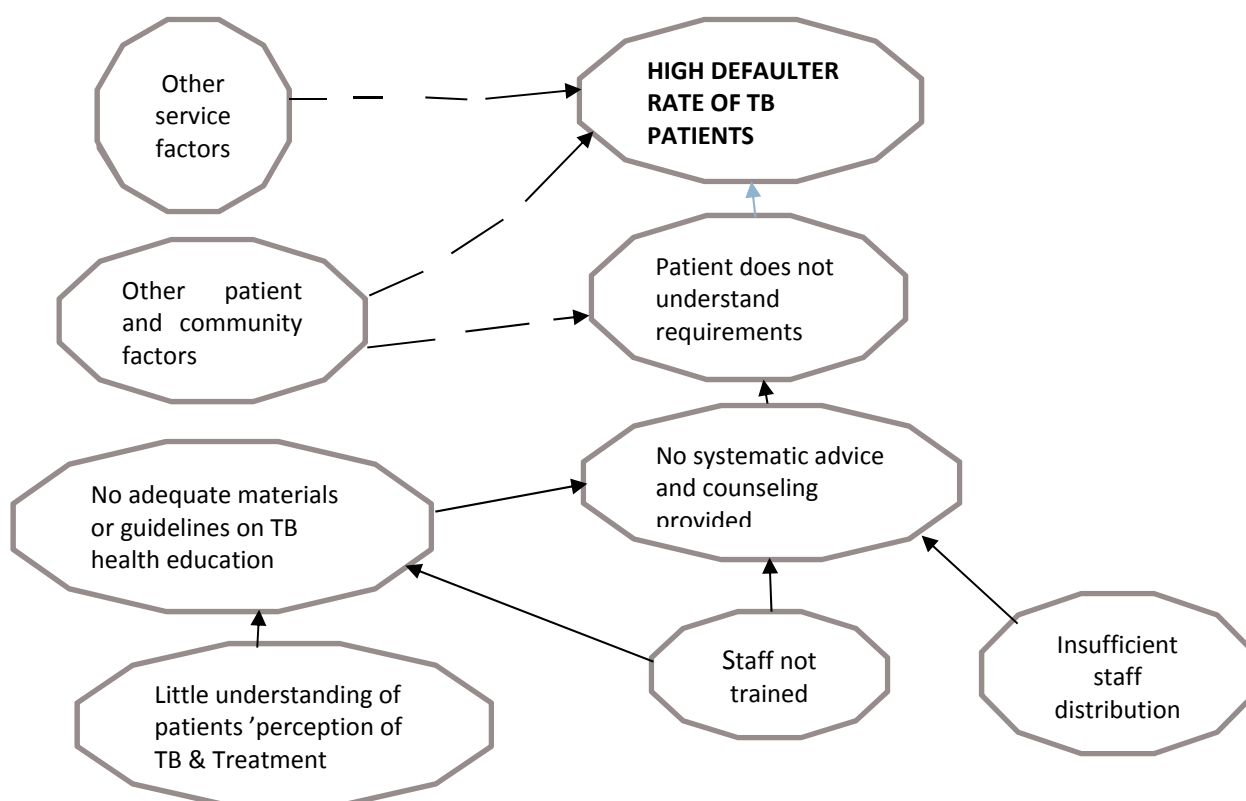 Other
service
factors
HIGH DEFAULTER
RATE OF TB
PATIENTS
Other patient
and community
factors
Patient does not
understand
requirements
No adequate materials
or guidelines on TB
health education
No systematic advice
and counseling
provided
Little understanding of
patients ’perception of
TB & Treatment
Staff not
trained
Insufficient
staff
distribution